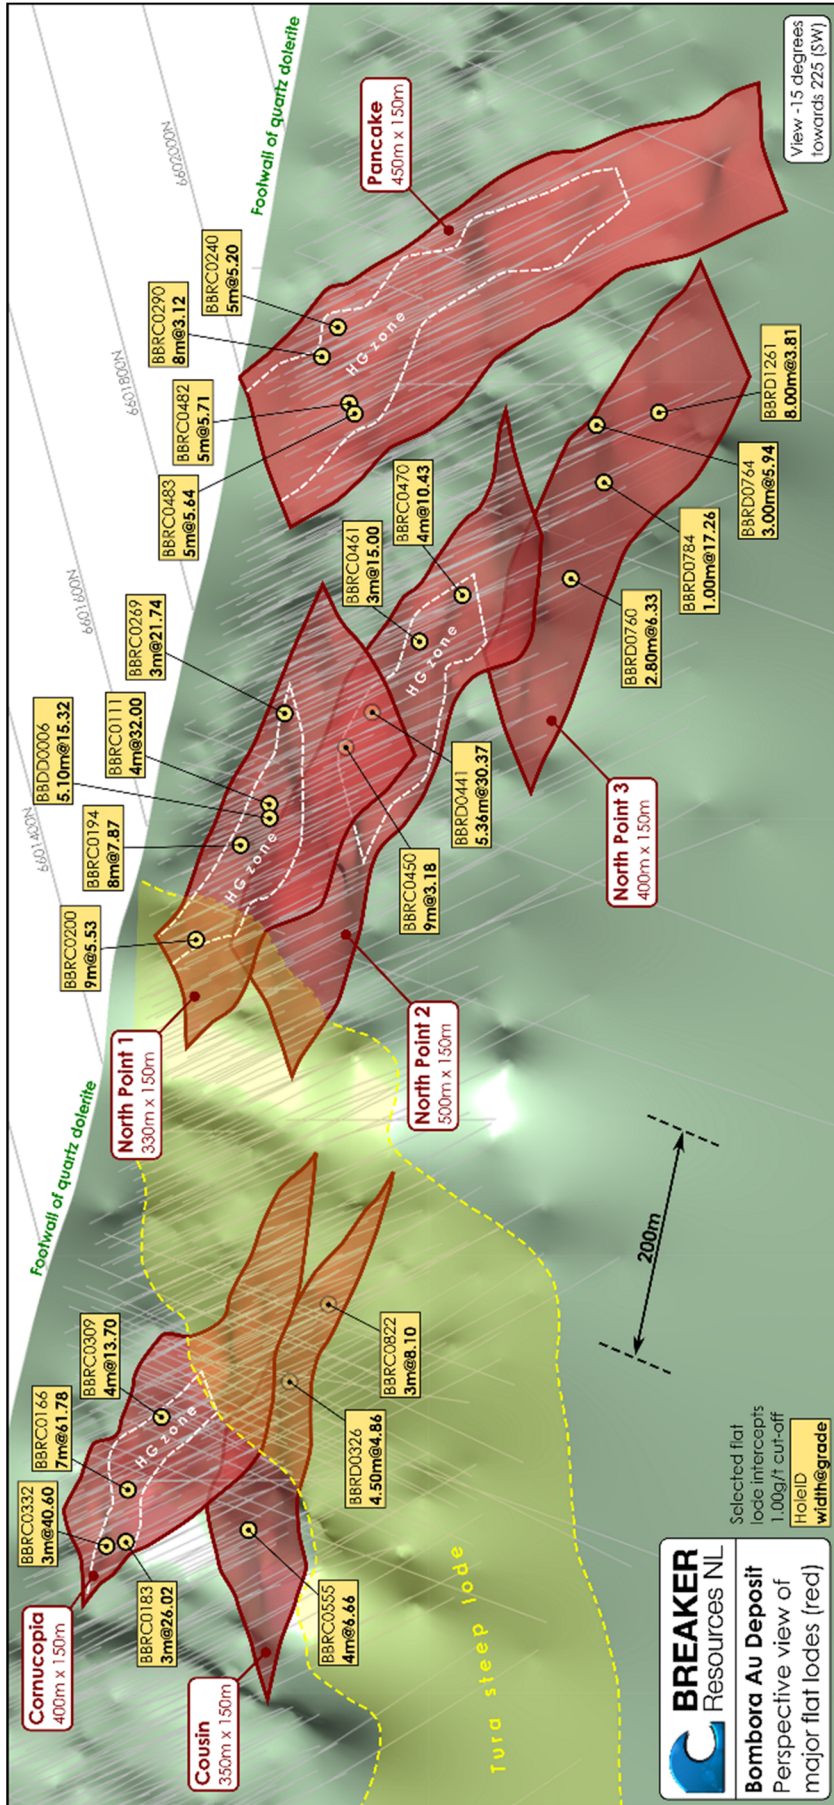 6601400N
6601600N
6601800N
6602000N
Footwall of quartz dolerite
Footwall of quartz dolerite
Cornucopia
400m x 150m
BBRC0332
3m@40.60
BBRC0166
7m@61.78
BBRC0309
4m@13.70
BBRC0183
3m@26.02
HG zone
Cousin
350m x 150m
BBRC0555
4m@6.66
BBRD0326
4.50m@4.86
BBRC0822
3m@8.10
North Point 1
330m x 150m
BBRC0200
9m@5.53
BBRC0194
8m@7.87
BBDD0006
5.10m@15.32
BBRC0111
4m@32.00
BBRC0269
3m@21.74
HG zone
North Point 2
500m x 150m
BBRC0450
9m@3.18
BBRD0441
5.36m@30.37
BBRC0461
3m@15.00
BBRC0470
4m@10.43
HG zone
North Point 3
400m x 150m
BBRD0760
2.80m@6.33
BBRD0784
1.00m@17.26
BBRD0764
3.00m@5.94
BBRD1261
8.00m@3.81
BBRC0483
5m@5.64
BBRC0482
5m@5.71
BBRC0290
8m@3.12
BBRC0240
5m@5.20
HG zone
Pancake
450m x 150m
Tura steep lode
200m
BREAKER
Resources NL
Bombora Au Deposit
Perspective view of
major flat lodes (red)
Selected flat
lode intercepts
1.00g/t cut-off
HoleID
width@grade
View -15 degrees
towards 225 (SW)